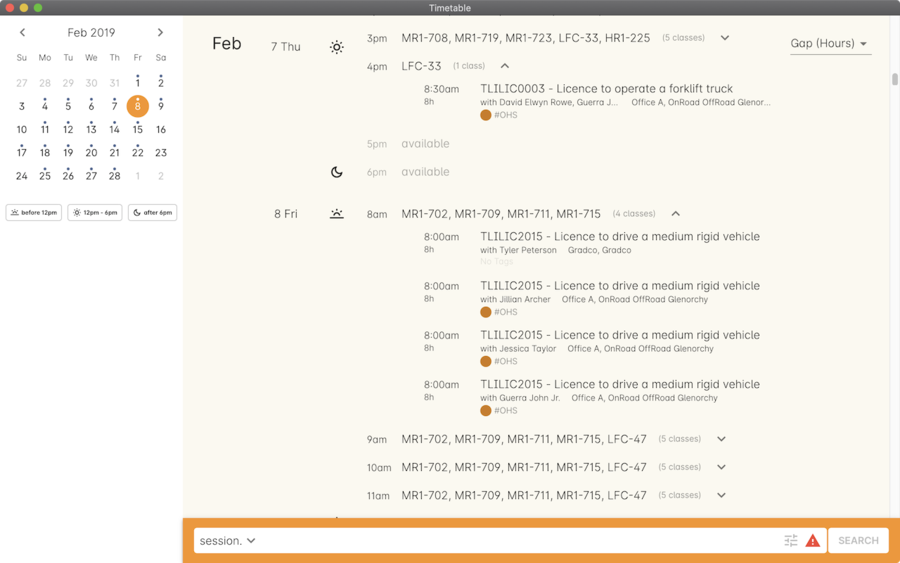 Timetable
Feb 2019
Su Mo Tu We Th Fr Sa
27 28 29 30 31 1 2
3 4 5 6 7 8 9
10 11 12 13 14 15 16
17 18 19 20 21 22 23
24 25 26 27 28 1 2
before 12pm 12pm - 6pm after 6pm
Feb 7 Thu
3pm MR1-708, MR1-719, MR1-723, LFC-33, HR1-225 (5 classes)
Gap (Hours)
4pm LFC-33 (1 class)
8:30am TLILIC0003 - Licence to operate a forklift truck
8h with David Elwyn Rowe, Guerra J... Office A, OnRoad OffRoad Glenor...
#OHS
5pm available
6pm available
8 Fri 8am MR1-702, MR1-709, MR1-711, MR1-715 (4 classes)
8:00am TLILIC2015 - Licence to drive a medium rigid vehicle
8h with Tyler Peterson Gradco, Gradco
No Tags
8:00am TLILIC2015 - Licence to drive a medium rigid vehicle
8h with Jillian Archer Office A, OnRoad OffRoad Glenorchy
#OHS
8:00am TLILIC2015 - Licence to drive a medium rigid vehicle
8h with Jessica Taylor Office A, OnRoad OffRoad Glenorchy
#OHS
8:00am TLILIC2015 - Licence to drive a medium rigid vehicle
8h with Guerra John Jr. Office A, OnRoad OffRoad Glenorchy
#OHS
9am MR1-702, MR1-709, MR1-711, MR1-715, LFC-47 (5 classes)
10am MR1-702, MR1-709, MR1-711, MR1-715, LFC-47 (5 classes)
11am MR1-702, MR1-709, MR1-711, MR1-715, LFC-47 (5 classes)
session. SEARCH